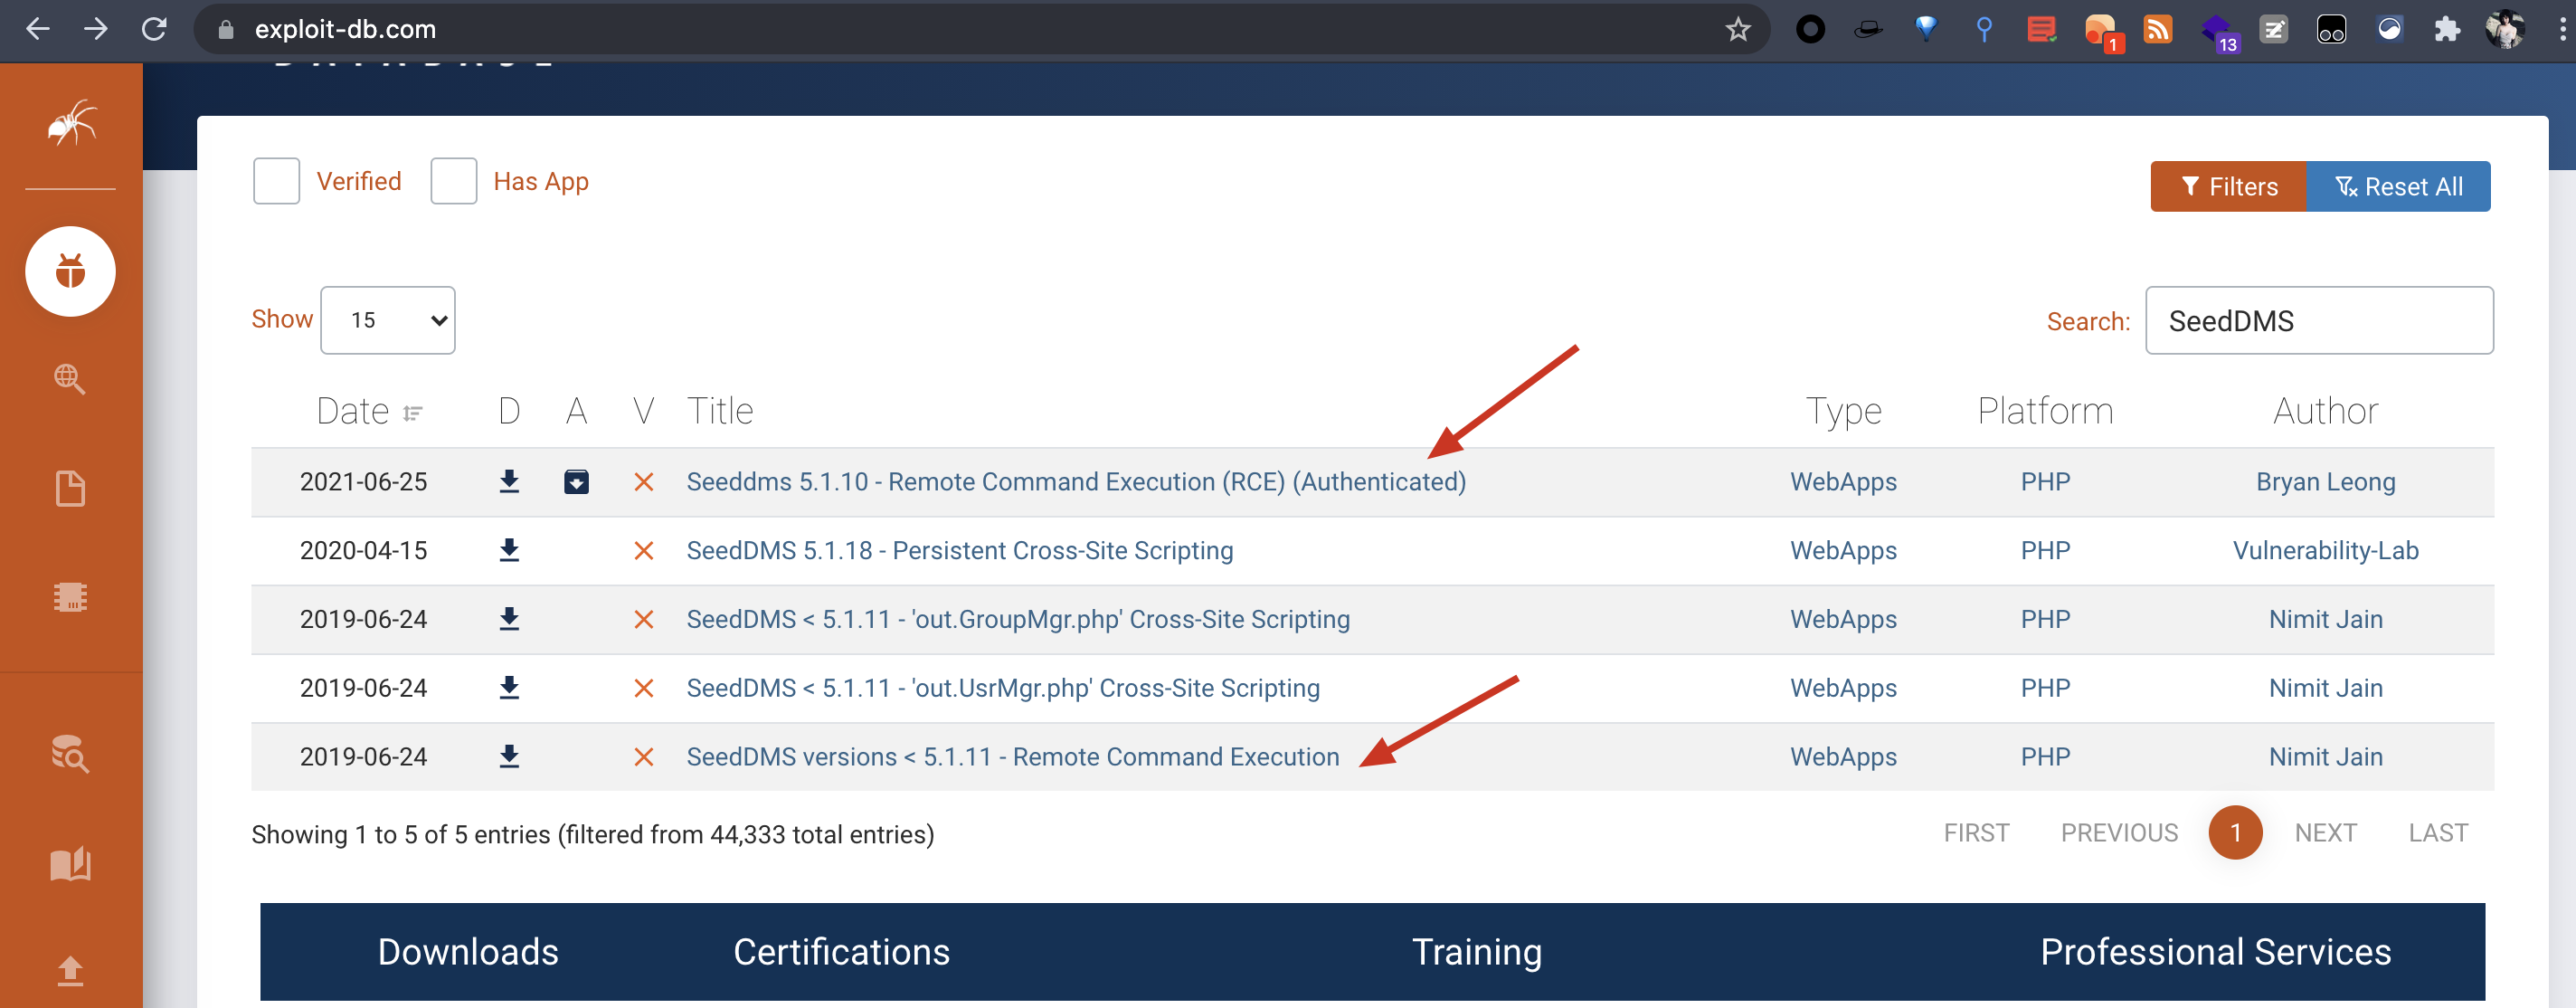 exploit-db.com
1
13
Verified Has App
Filters Reset All
Show 15
Search: SeedDMS
Date D A V Title Type Platform Author
2021-06-25 Seeddms 5.1.10 - Remote Command Execution (RCE) (Authenticated) WebApps PHP Bryan Leong
2020-04-15 SeedDMS 5.1.18 - Persistent Cross-Site Scripting WebApps PHP Vulnerability-Lab
2019-06-24 SeedDMS < 5.1.11 - 'out.GroupMgr.php' Cross-Site Scripting WebApps PHP Nimit Jain
2019-06-24 SeedDMS < 5.1.11 - 'out.UsrMgr.php' Cross-Site Scripting WebApps PHP Nimit Jain
2019-06-24 SeedDMS versions < 5.1.11 - Remote Command Execution WebApps PHP Nimit Jain
Showing 1 to 5 of 5 entries (filtered from 44,333 total entries)
FIRST PREVIOUS 1 NEXT LAST
Downloads Certifications Training Professional Services